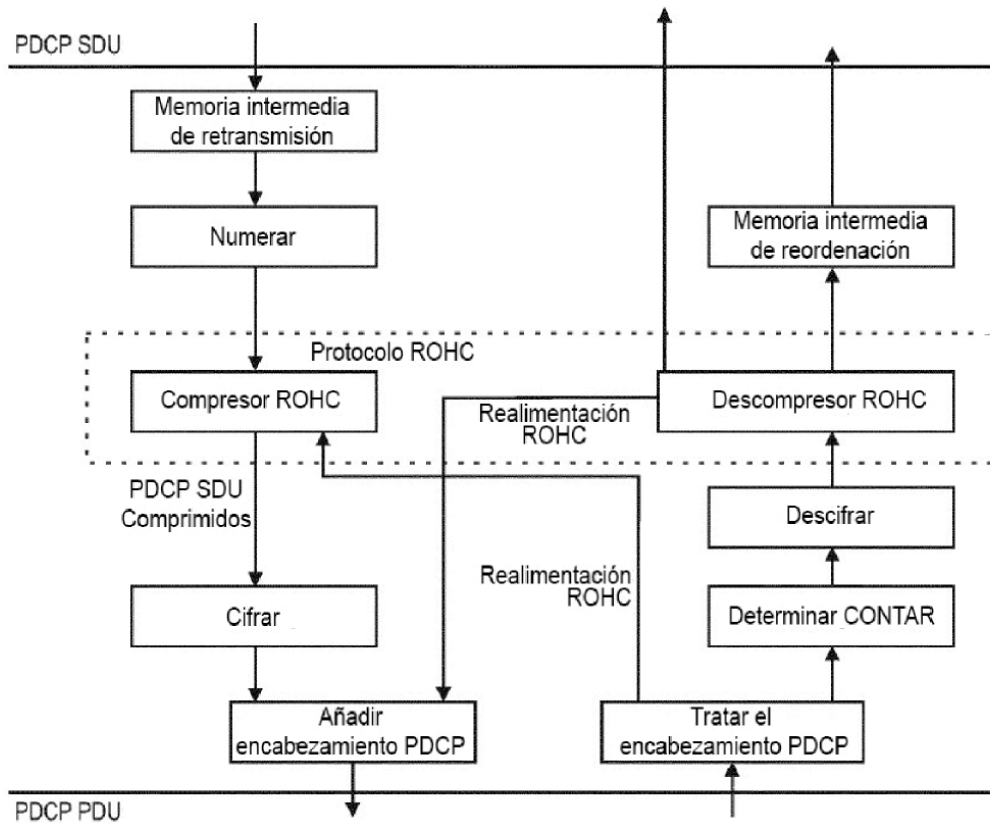 PDCP SDU
Memoria intermedia
de retransmisión
Numerar
Memoria intermedia
de reordenación
Protocolo ROHC
Compresor ROHC
Realimentación
ROHC
Descompresor ROHC
PDCP SDU
Comprimidos
Descifrar
Realimentación
ROHC
Cifrar
Determinar CONTAR
Añadir
encabezamiento PDCP
Tratar el
encabezamiento PDCP
PDCP PDU